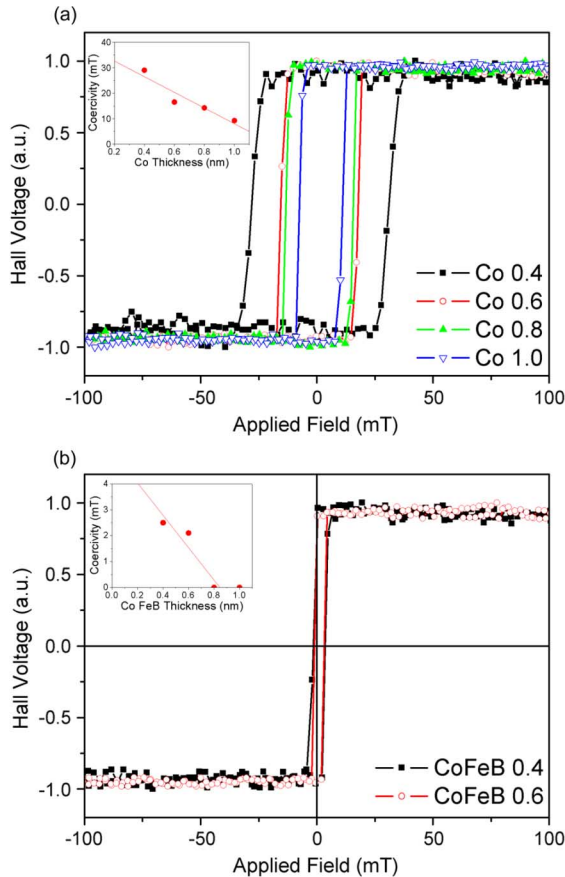 (a)
Hall Voltage (a.u.)
1.0
0.5
0.0
-0.5
-1.0
-100 -50 0 50 100
Applied Field (mT)
Coercivity (mT)
40
30
20
10
0
0.2 0.4 0.6 0.8 1.0
Co Thickness (nm)
Co 0.4
Co 0.6
Co 0.8
Co 1.0
(b)
Hall Voltage (a.u.)
1.0
0.5
0.0
-0.5
-1.0
-100 -50 0 50 100
Applied Field (mT)
Coercivity (mT)
4
3
2
1
0
0.0 0.2 0.4 0.6 0.8 1.0
Co FeB Thickness (nm)
CoFeB 0.4
CoFeB 0.6